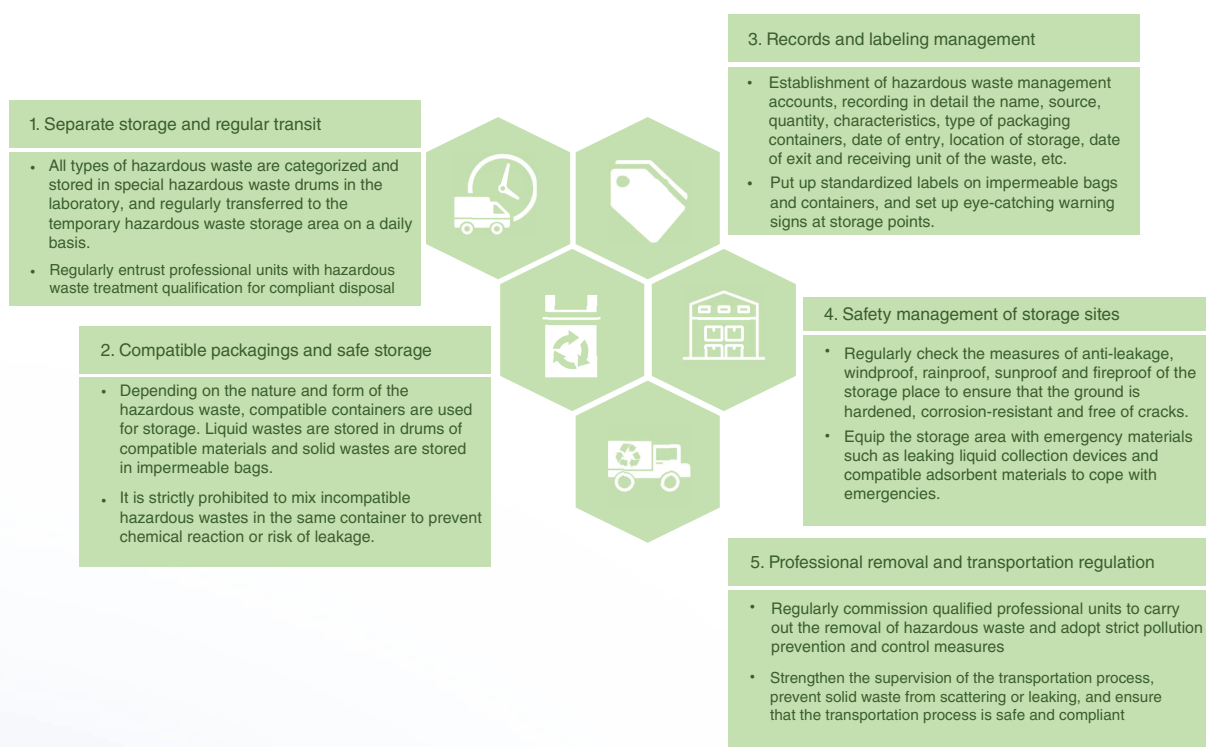 1. Separate storage and regular transit
• All types of hazardous waste are categorized and
stored in special hazardous waste drums in the
laboratory, and regularly transferred to the
temporary hazardous waste storage area on a daily
basis.
• Regularly entrust professional units with hazardous
waste treatment qualification for compliant disposal
2. Compatible packagings and safe storage
• Depending on the nature and form of the
hazardous waste, compatible containers are used
for storage. Liquid wastes are stored in drums of
compatible materials and solid wastes are stored
in impermeable bags.
• It is strictly prohibited to mix incompatible
hazardous wastes in the same container to prevent
chemical reaction or risk of leakage.
3. Records and labeling management
• Establishment of hazardous waste management
accounts, recording in detail the name, source,
quantity, characteristics, type of packaging
containers, date of entry, location of storage, date
of exit and receiving unit of the waste, etc.
• Put up standardized labels on impermeable bags
and containers, and set up eye-catching warning
signs at storage points.
4. Safety management of storage sites
• Regularly check the measures of anti-leakage,
windproof, rainproof, sunproof and fireproof of the
storage place to ensure that the ground is
hardened, corrosion-resistant and free of cracks.
• Equip the storage area with emergency materials
such as leaking liquid collection devices and
compatible adsorbent materials to cope with
emergencies.
5. Professional removal and transportation regulation
• Regularly commission qualified professional units to carry
out the removal of hazardous waste and adopt strict pollution
prevention and control measures
• Strengthen the supervision of the transportation process,
prevent solid waste from scattering or leaking, and ensure
that the transportation process is safe and compliant